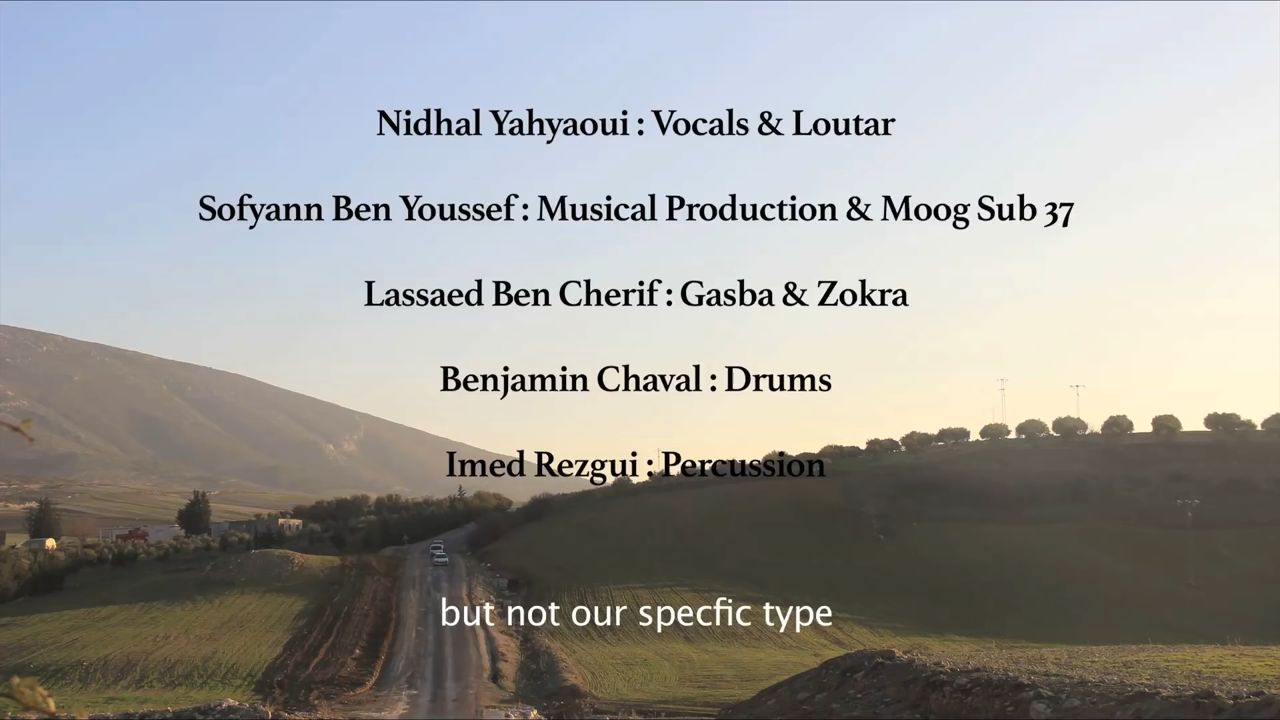 Nidhal Yahyaoui : Vocals & Loutar
Sofyann Ben Youssef : Musical Production & Moog Sub 37
Lassaed Ben Cherif : Gasba & Zokra
Benjamin Chaval : Drums
Imed Rezgui : Percussion
but not our specfic type